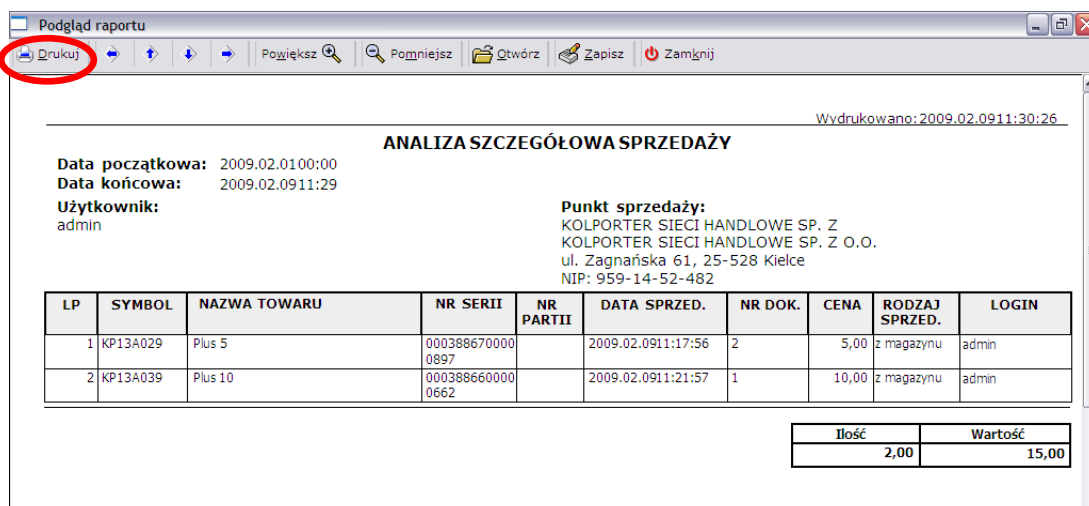 Podgląd raportu
Drukuj Powiększ Pomniejsz Otwórz Zapisz Zamknij
Wydrukowano:2009.02.0911:30:26
ANALIZA SZCZEGÓŁOWA SPRZEDAŻY
Data początkowa: 2009.02.0100:00
Data końcowa: 2009.02.0911:29
Użytkownik:
admin
Punkt sprzedaży:
KOLPORTER SIECI HANDLOWE SP. Z
KOLPORTER SIECI HANDLOWE SP. Z O.O.
ul. Zagnańska 61, 25-528 Kielce
NIP: 959-14-52-482
LP SYMBOL NAZWA TOWARU NR SERII NR PARTII DATA SPRZED. NR DOK. CENA RODZAJ SPRZED. LOGIN
1 KP13A029 Plus 5 000388670000 2009.02.0911:17:56 2 5,00 z magazynu admin
0897
2 KP13A039 Plus 10 000388660000 2009.02.0911:21:57 1 10,00 z magazynu admin
0662
Ilość Wartość
2,00 15,00